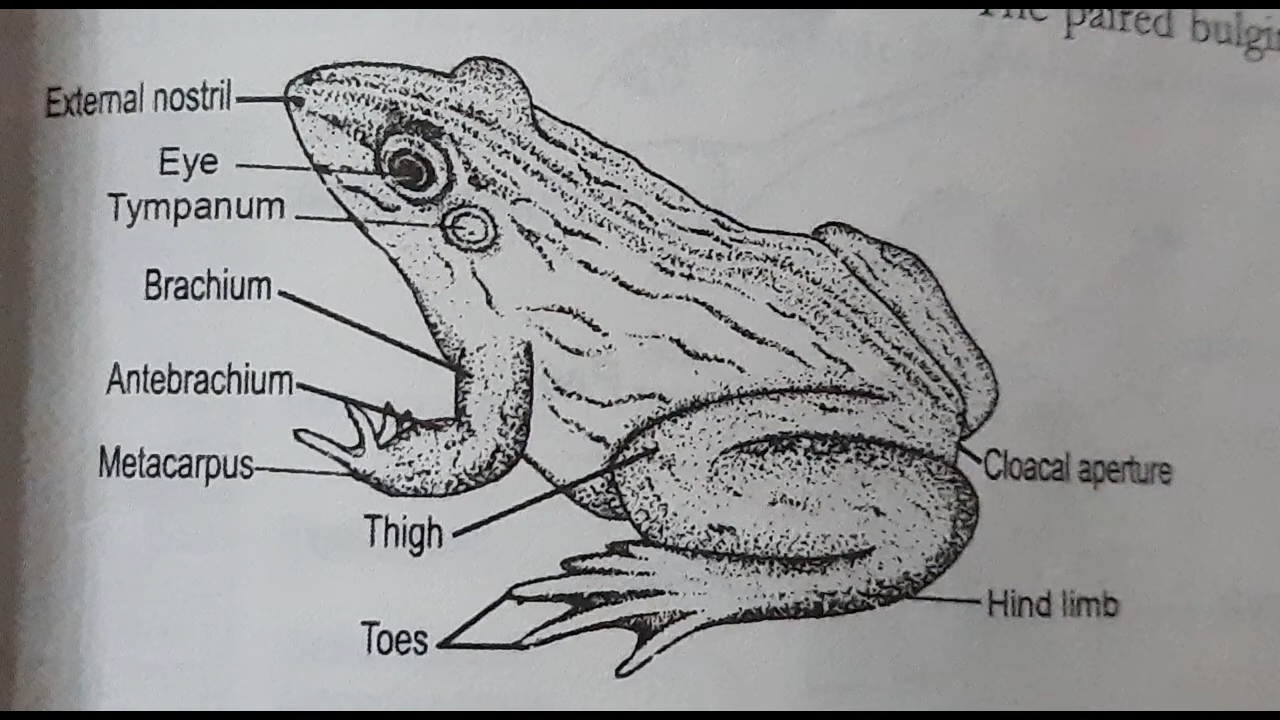 The paired bulgi
External nostril
Eye
Tympanum
Brachium
Antebrachium
Metacarpus
Cloacal aperture
Thigh
Hind limb
Toes